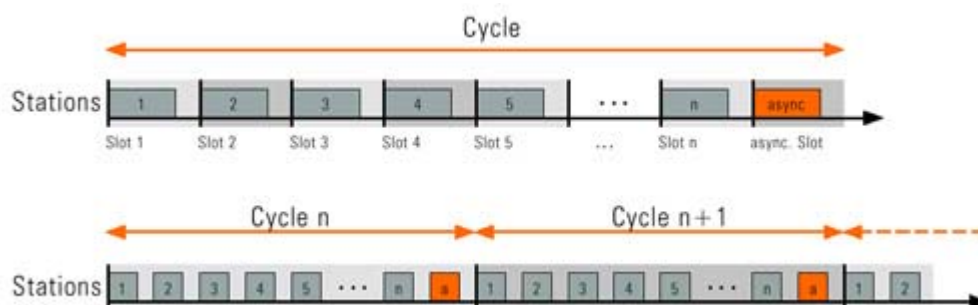 Cycle
Stations 1 2 3 4 5 ... n async
Slot 1 Slot 2 Slot 3 Slot 4 Slot 5 ... Slot n async. Slot
Cycle n Cycle n+1
Stations 1 2 3 4 5 ... n a 1 2 3 4 5 ... n a 1 2